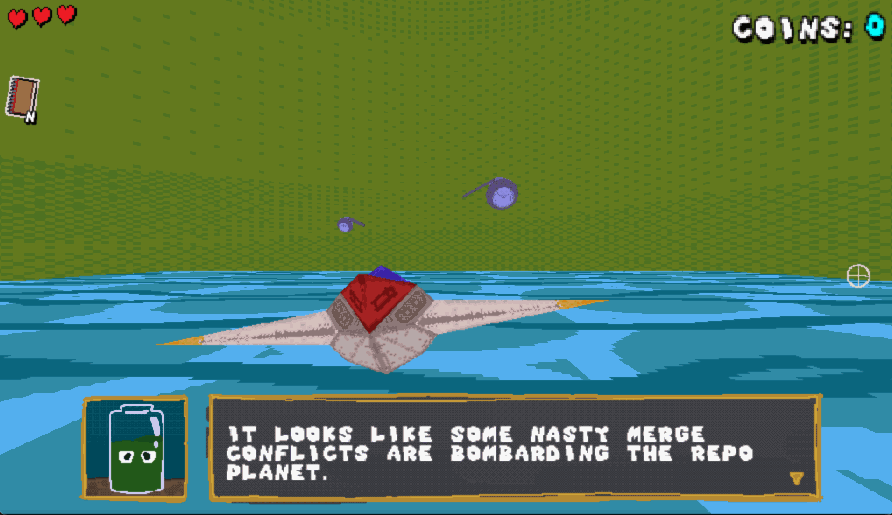 COINS: 0
N
IT LOOKS LIKE SOME NASTY MERGE
CONFLICTS ARE BOMBARDING THE REPO
PLANET.